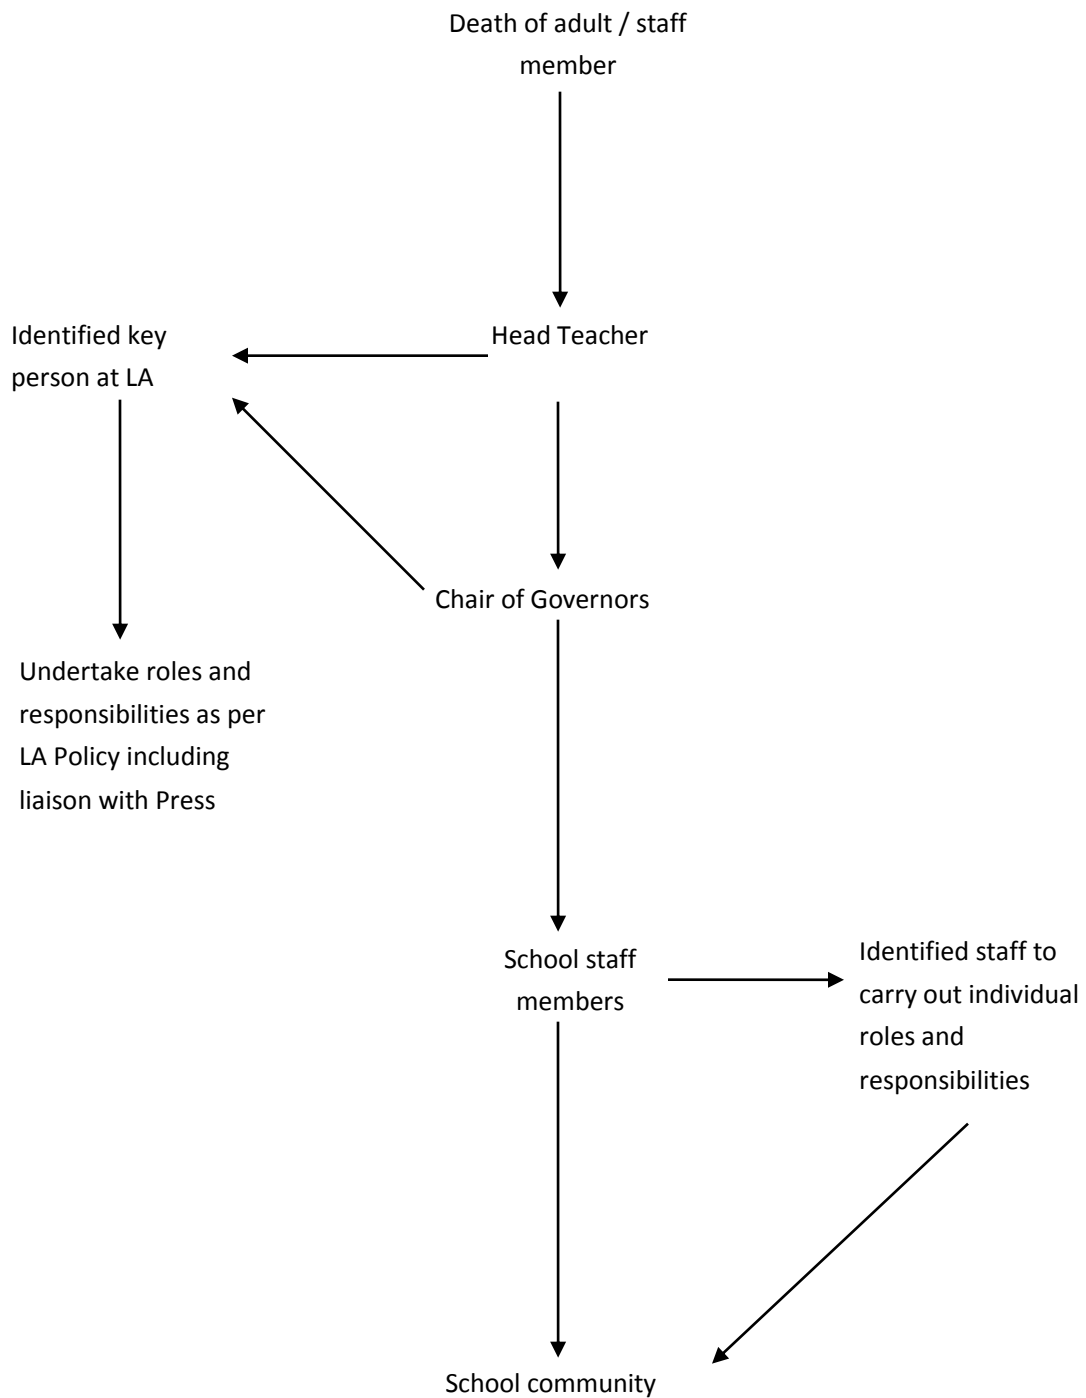 Death of adult / staff
member
Identified key
person at LA
Head Teacher
Chair of Governors
Undertake roles and
responsibilities as per
LA Policy including
liaison with Press
School staff
members
Identified staff to
carry out individual
roles and
responsibilities
School community